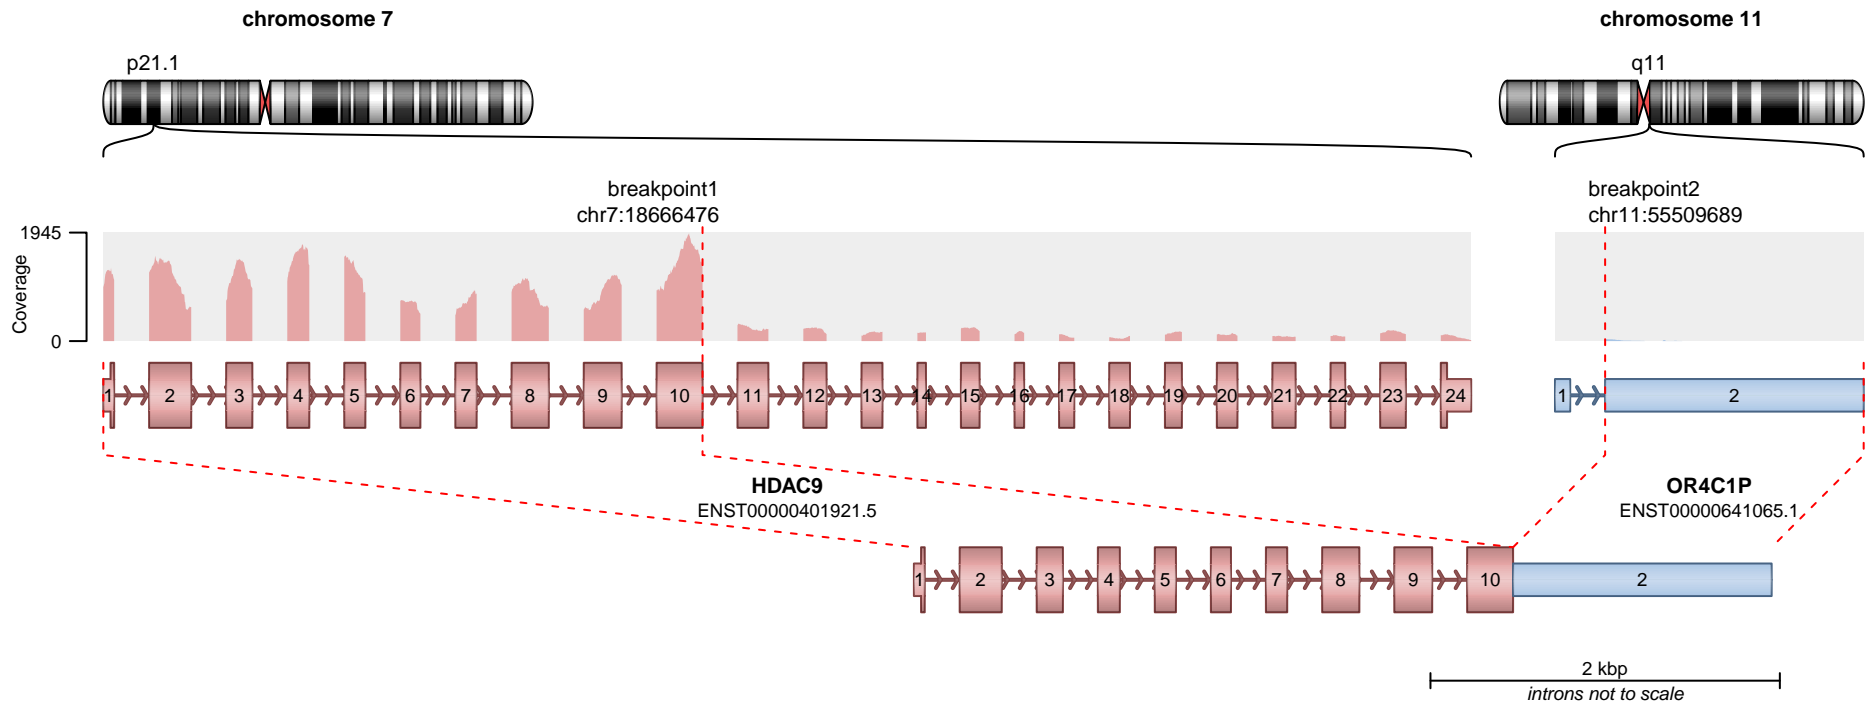 chromosome 7
chromosome 11
p21.1
q11
breakpoint1
chr7:18666476
breakpoint2
chr11:55509689
1945
Coverage
0
1 2 3 4 5 6 7 8 9 10 11 12 13 14 15 16 17 18 19 20 21 22 23 24
1 2
HDAC9
ENST00000401921.5
OR4C1P
ENST00000641065.1
1 2 3 4 5 6 7 8 9 10 2
2 kbp
introns not to scale